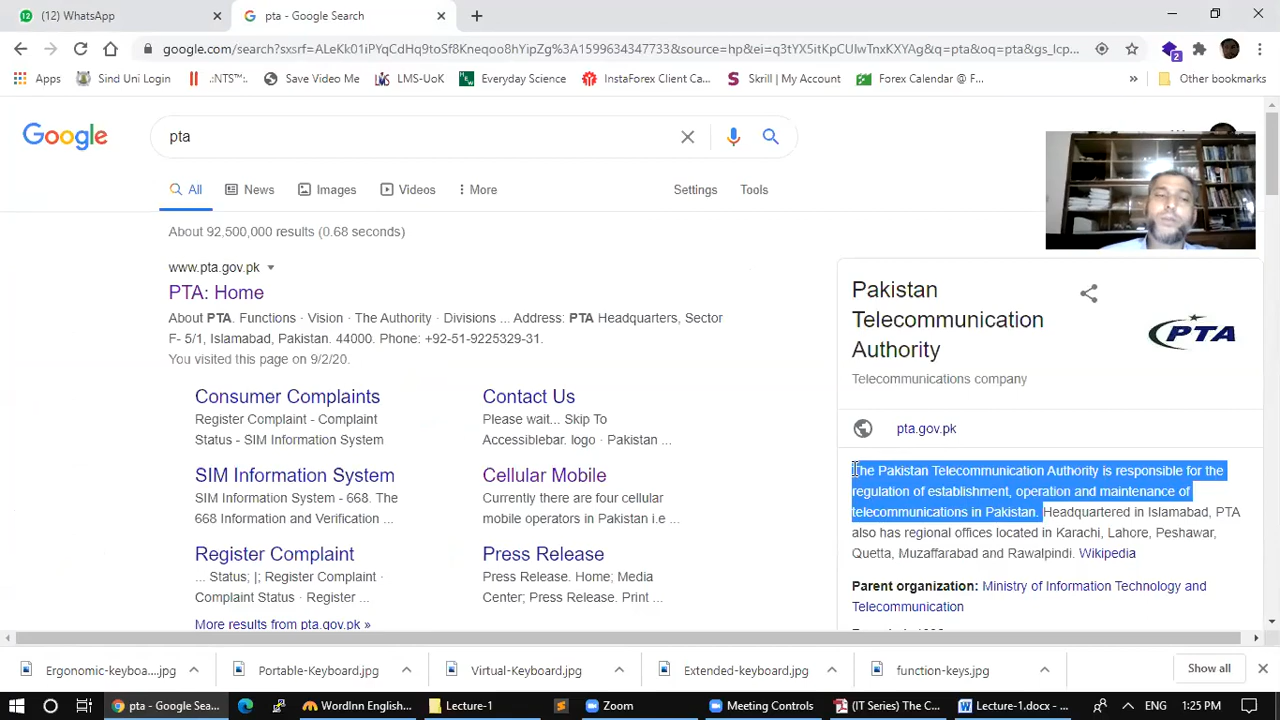 (12) WhatsApp
pta - Google Search
google.com/search?sxsrf=ALeKk01iPYqCdHq9toSf8Kneqoo8hYipZg%3A1599634347733&source=hp&ei=q3tYX5itKpCUlwTnxKXYAg&q=pta&oq=pta&gs_lcp...
Apps
Sind Uni Login
.:NTS™:.
Save Video Me
LMS-UoK
Everyday Science
InstaForex Client Ca...
Skrill | My Account
Forex Calendar @ F...
»
Other bookmarks
Google
pta
All
News
Images
Videos
More
Settings
Tools
About 92,500,000 results (0.68 seconds)
www.pta.gov.pk
PTA: Home
About PTA. Functions · Vision · The Authority · Divisions ... Address: PTA Headquarters, Sector
F- 5/1, Islamabad, Pakistan. 44000. Phone: +92-51-9225329-31.
You visited this page on 9/2/20.
Consumer Complaints
Register Complaint - Complaint
Status - SIM Information System
Contact Us
Please wait... Skip To
Accessiblebar. logo · Pakistan ...
SIM Information System
SIM Information System - 668. The
668 Information and Verification ...
Cellular Mobile
Currently there are four cellular
mobile operators in Pakistan i.e ...
Register Complaint
... Status; |; Register Complaint ·
Complaint Status · Register ...
Press Release
Press Release. Home; Media
Center; Press Release. Print ...
More results from pta.gov.pk »
Pakistan
Telecommunication
Authority
PTA
Telecommunications company
pta.gov.pk
The Pakistan Telecommunication Authority is responsible for the
regulation of establishment, operation and maintenance of
telecommunications in Pakistan. Headquartered in Islamabad, PTA
also has regional offices located in Karachi, Lahore, Peshawar,
Quetta, Muzaffarabad and Rawalpindi. Wikipedia
Parent organization: Ministry of Information Technology and
Telecommunication
Ergonomic-keyboa....jpg
Portable-Keyboard.jpg
Virtual-Keyboard.jpg
Extended-keyboard.jpg
function-keys.jpg
Show all
pta - Google Sea...
WordInn English...
Lecture-1
Zoom
Meeting Controls
(IT Series) The C...
Lecture-1.docx - ...
1:25 PM